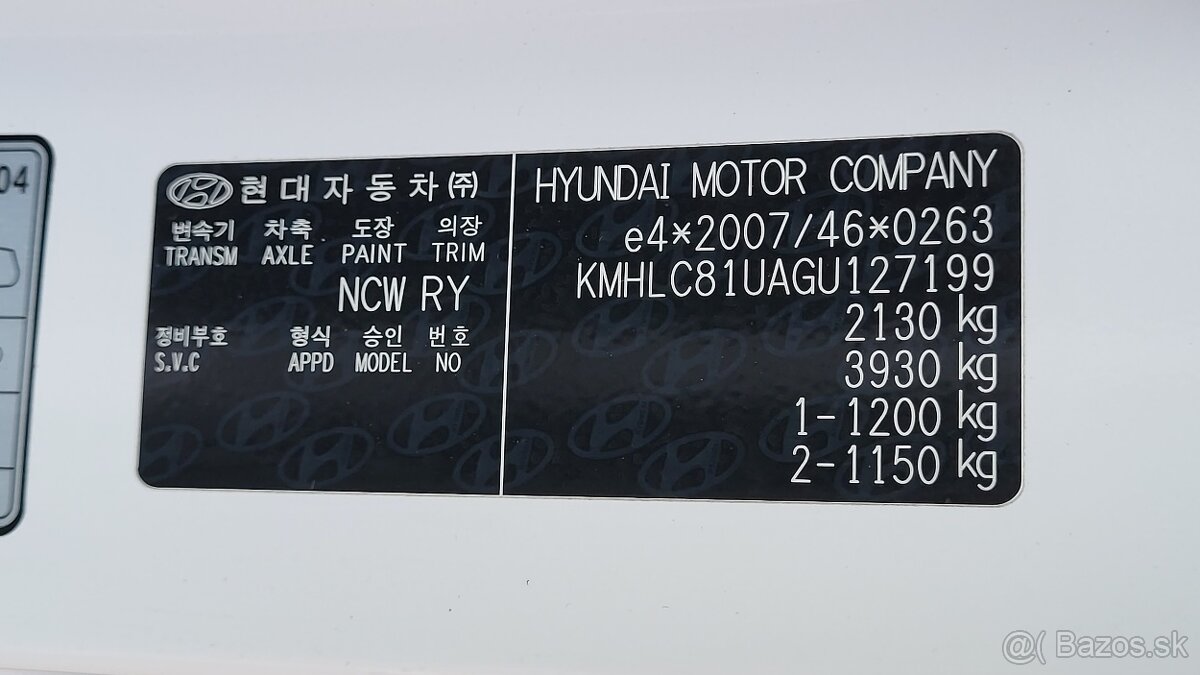 04
현대자동차(주)
변속기 차축 도장 의장
TRANSM AXLE PAINT TRIM
NCW RY
정비부호 형식 승인 번호
S.V.C APPD MODEL NO
HYUNDAI MOTOR COMPANY
e4*2007/46*0263
KMHLC81UAGU127199
2130 kg
3930 kg
1-1200 kg
2-1150 kg
@( Bazos.sk